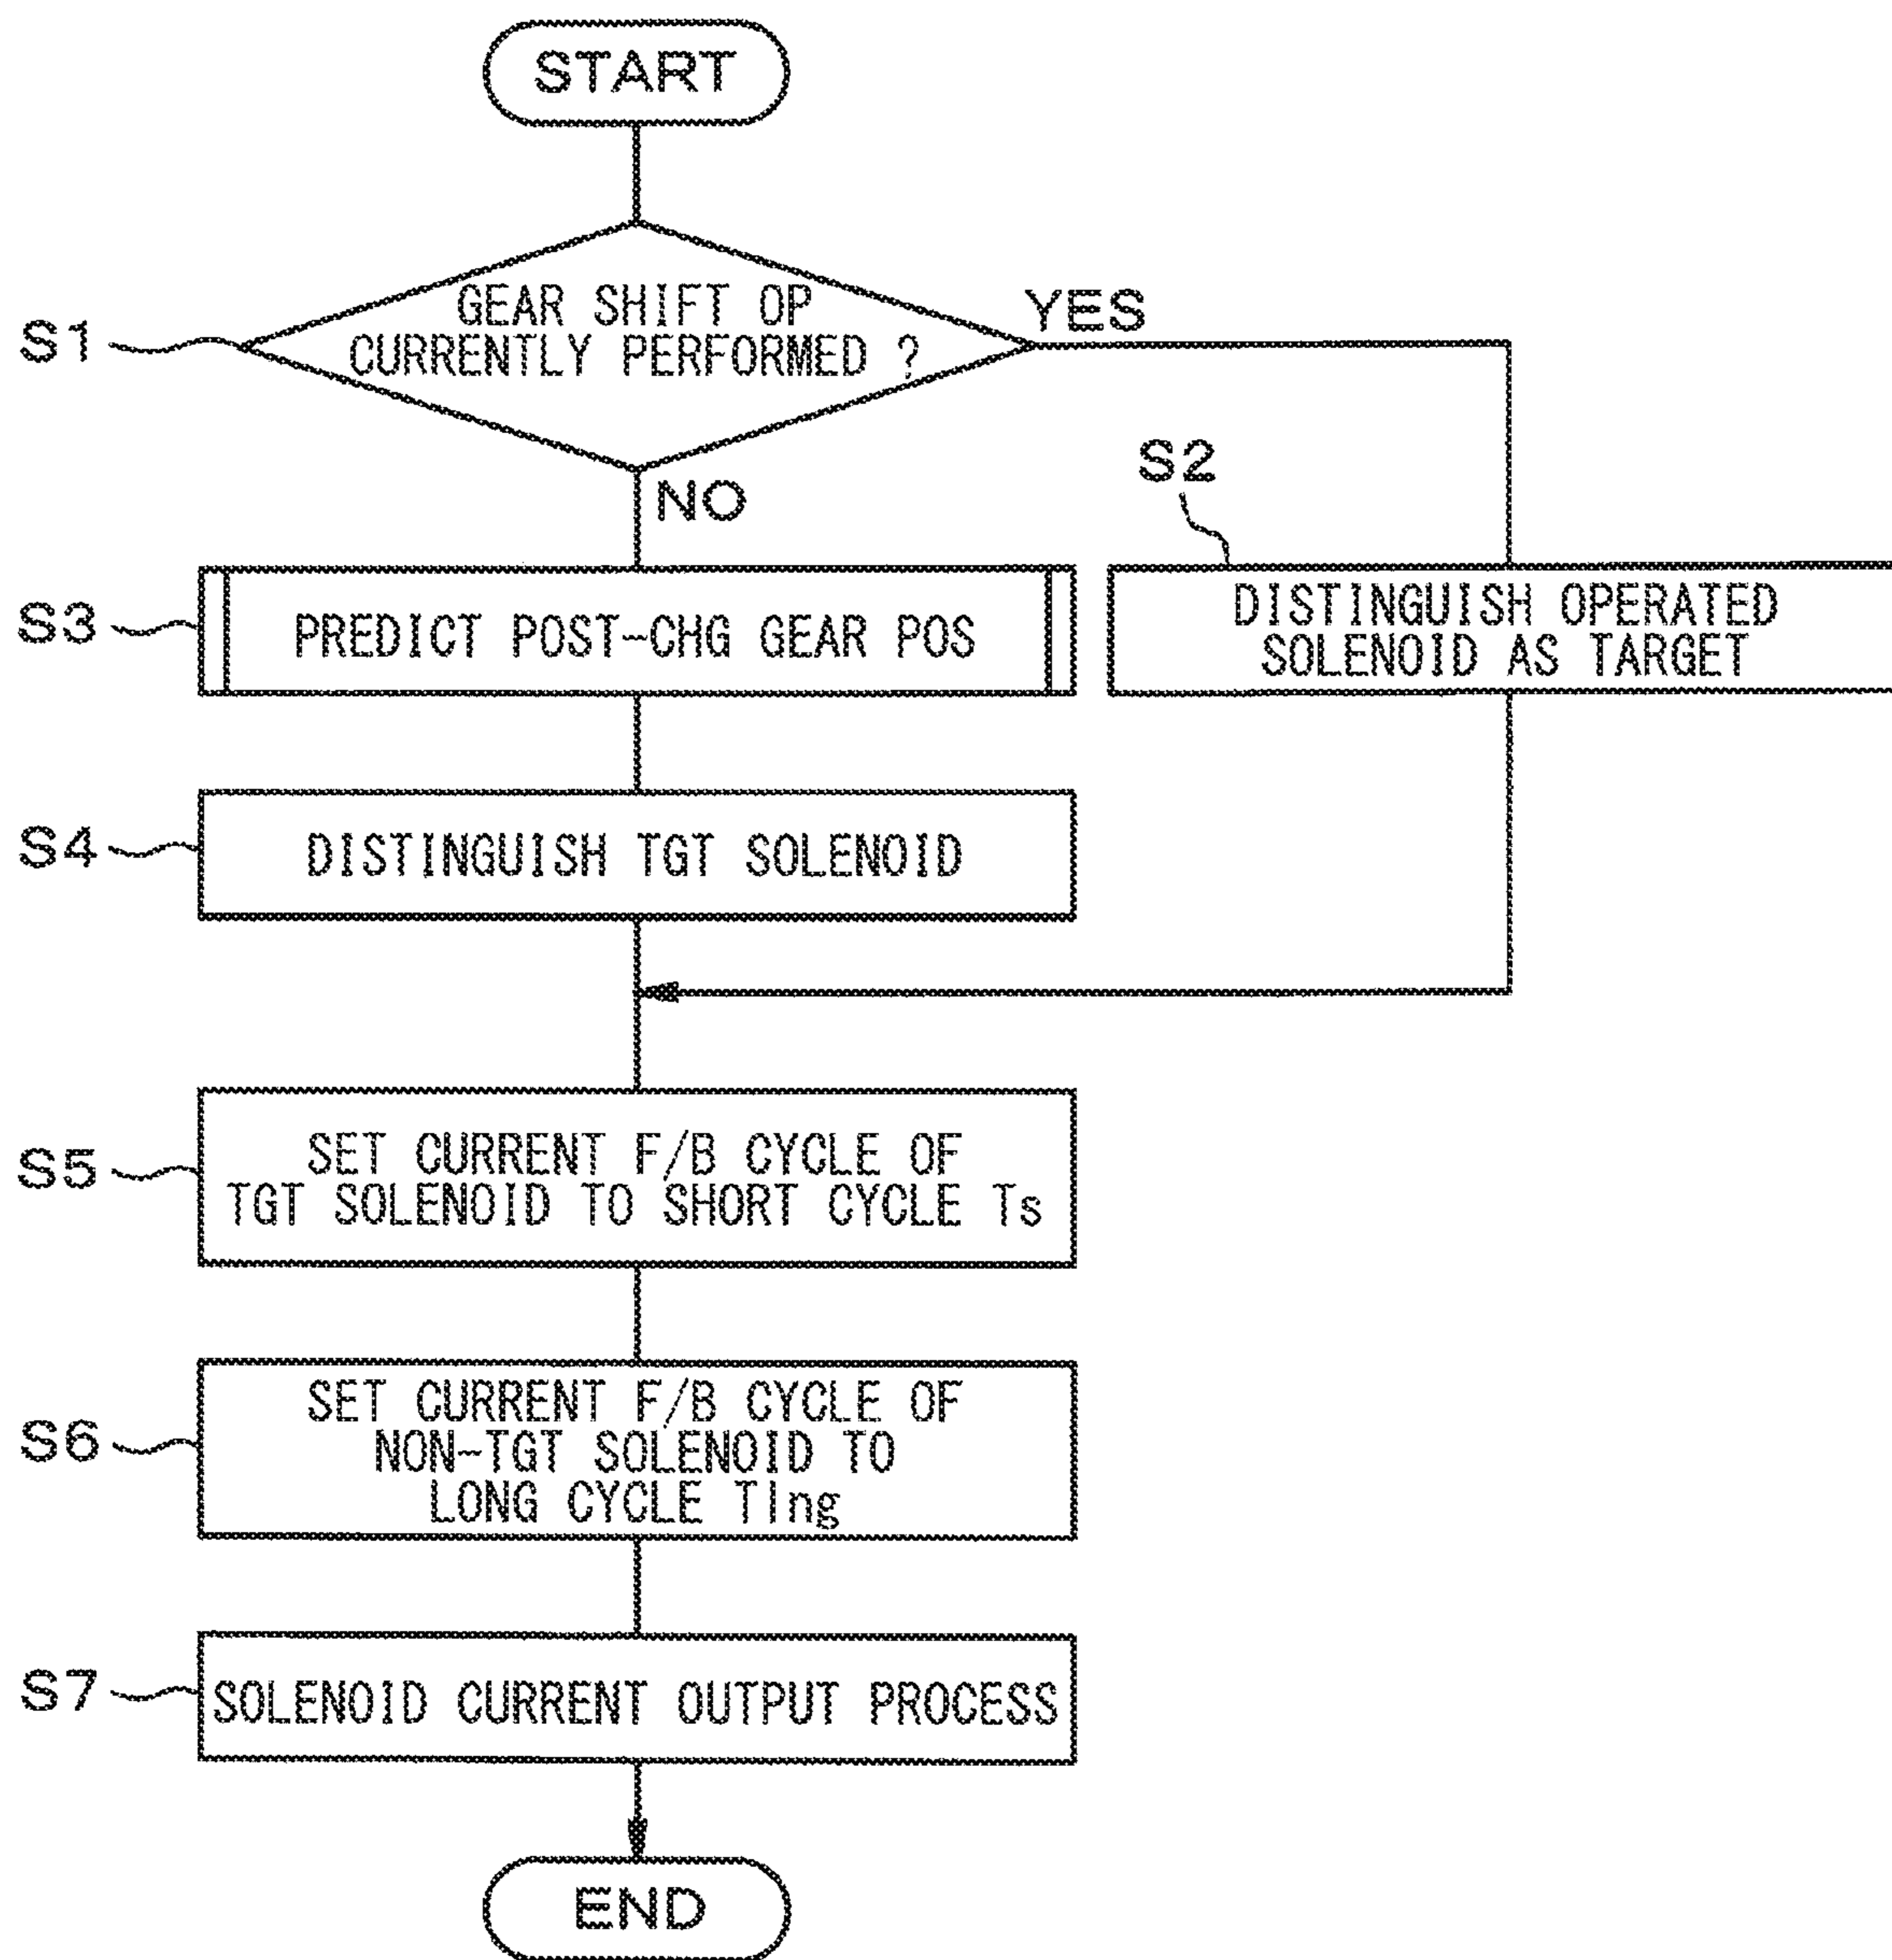 START
S1
GEAR SHIFT OP
CURRENTLY PERFORMED ?
YES
NO
S2
DISTINGUISH OPERATED
SOLENOID AS TARGET
S3
PREDICT POST-CHG GEAR POS
S4
DISTINGUISH TGT SOLENOID
S5
SET CURRENT F/B CYCLE OF
TGT SOLENOID TO SHORT CYCLE Ts
S6
SET CURRENT F/B CYCLE OF
NON-TGT SOLENOID TO
LONG CYCLE Tlng
S7
SOLENOID CURRENT OUTPUT PROCESS
END